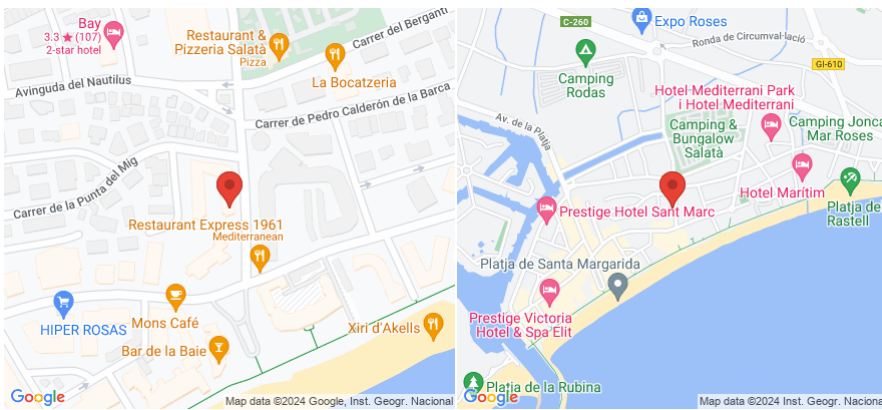 Bay
3.3 ★ (107)
2-star hotel
Restaurant &
Pizzeria Salatà
Pizza
Carrer del Berganti
La Bocatzeria
Avinguda del Nautilus
Carrer de Pedro Calderón de la Barca
Carrer de la Punta del Mig
Restaurant Express 1961
Mediterranean
HIPER ROSAS
Mons Café
Bar de la Baie
Xiri d'Akells
Google
Map data ©2024 Google, Inst. Geogr. Nacional
C-260
Expo Roses
Ronda de Circumval·lació
GI-610
Camping
Rodas
Hotel Mediterrani Park
i Hotel Mediterrani
Av. de la Platja
Camping &
Bungalow
Salatà
Camping Jonca
Mar Roses
Hotel Marítim
Platja de
Rastell
Prestige Hotel Sant Marc
Platja de Santa Margarida
Prestige Victoria
Hotel & Spa Elit
Platja de la Rubina
Google
Map data ©2024 Google, Inst. Geogr. Nacional